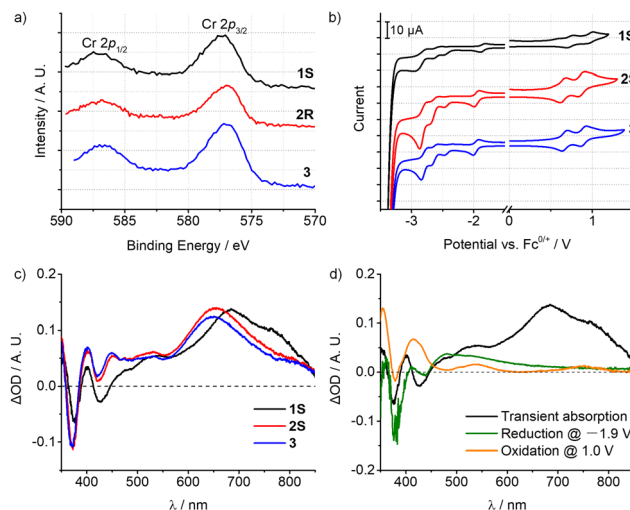 a)
Cr 2p1/2
Cr 2p3/2
1S
2R
3
Intensity / A. U.
590 585 580 575 570
Binding Energy / eV
b)
10 µA
1S
2S
Current
−3 −2 0 1
Potential vs. Fc0/+ / V
c)
0.2
0.1
0.0
-0.1
ΔOD / A. U.
1S
2S
3
400 500 600 700 800
λ / nm
d)
0.2
0.1
0.0
-0.1
-0.2
ΔOD / A. U.
Transient absorption
Reduction @ −1.9 V
Oxidation @ 1.0 V
400 500 600 700 800
λ / nm